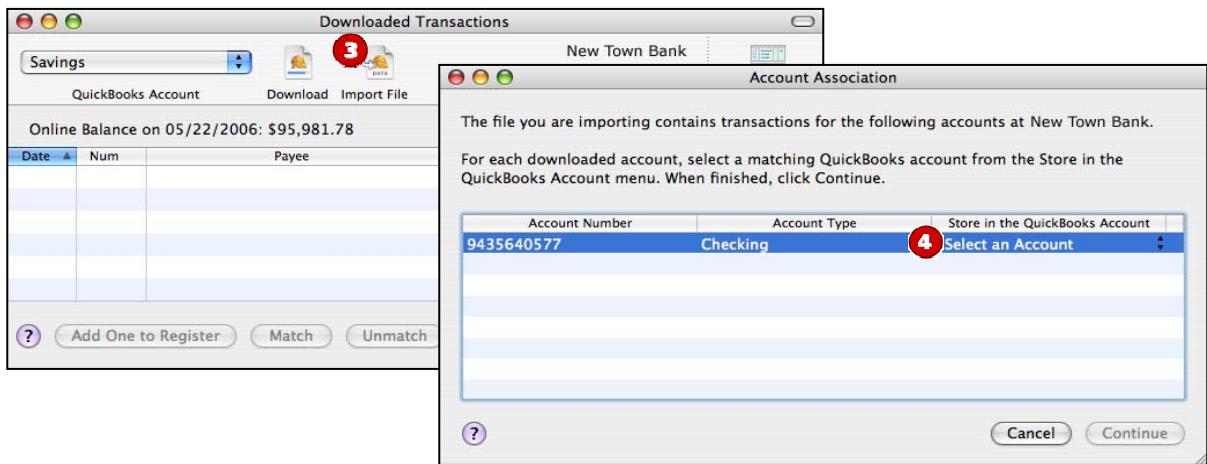 Downloaded Transactions
Savings
3
DATA
New Town Bank
QuickBooks Account
Download
Import File
Online Balance on 05/22/2006: $95,981.78
Date
Num
Payee
? Add One to Register Match Unmatch
Account Association
The file you are importing contains transactions for the following accounts at New Town Bank.
For each downloaded account, select a matching QuickBooks account from the Store in the
QuickBooks Account menu. When finished, click Continue.
Account Number Account Type Store in the QuickBooks Account
9435640577 Checking 4 Select an Account
? Cancel Continue